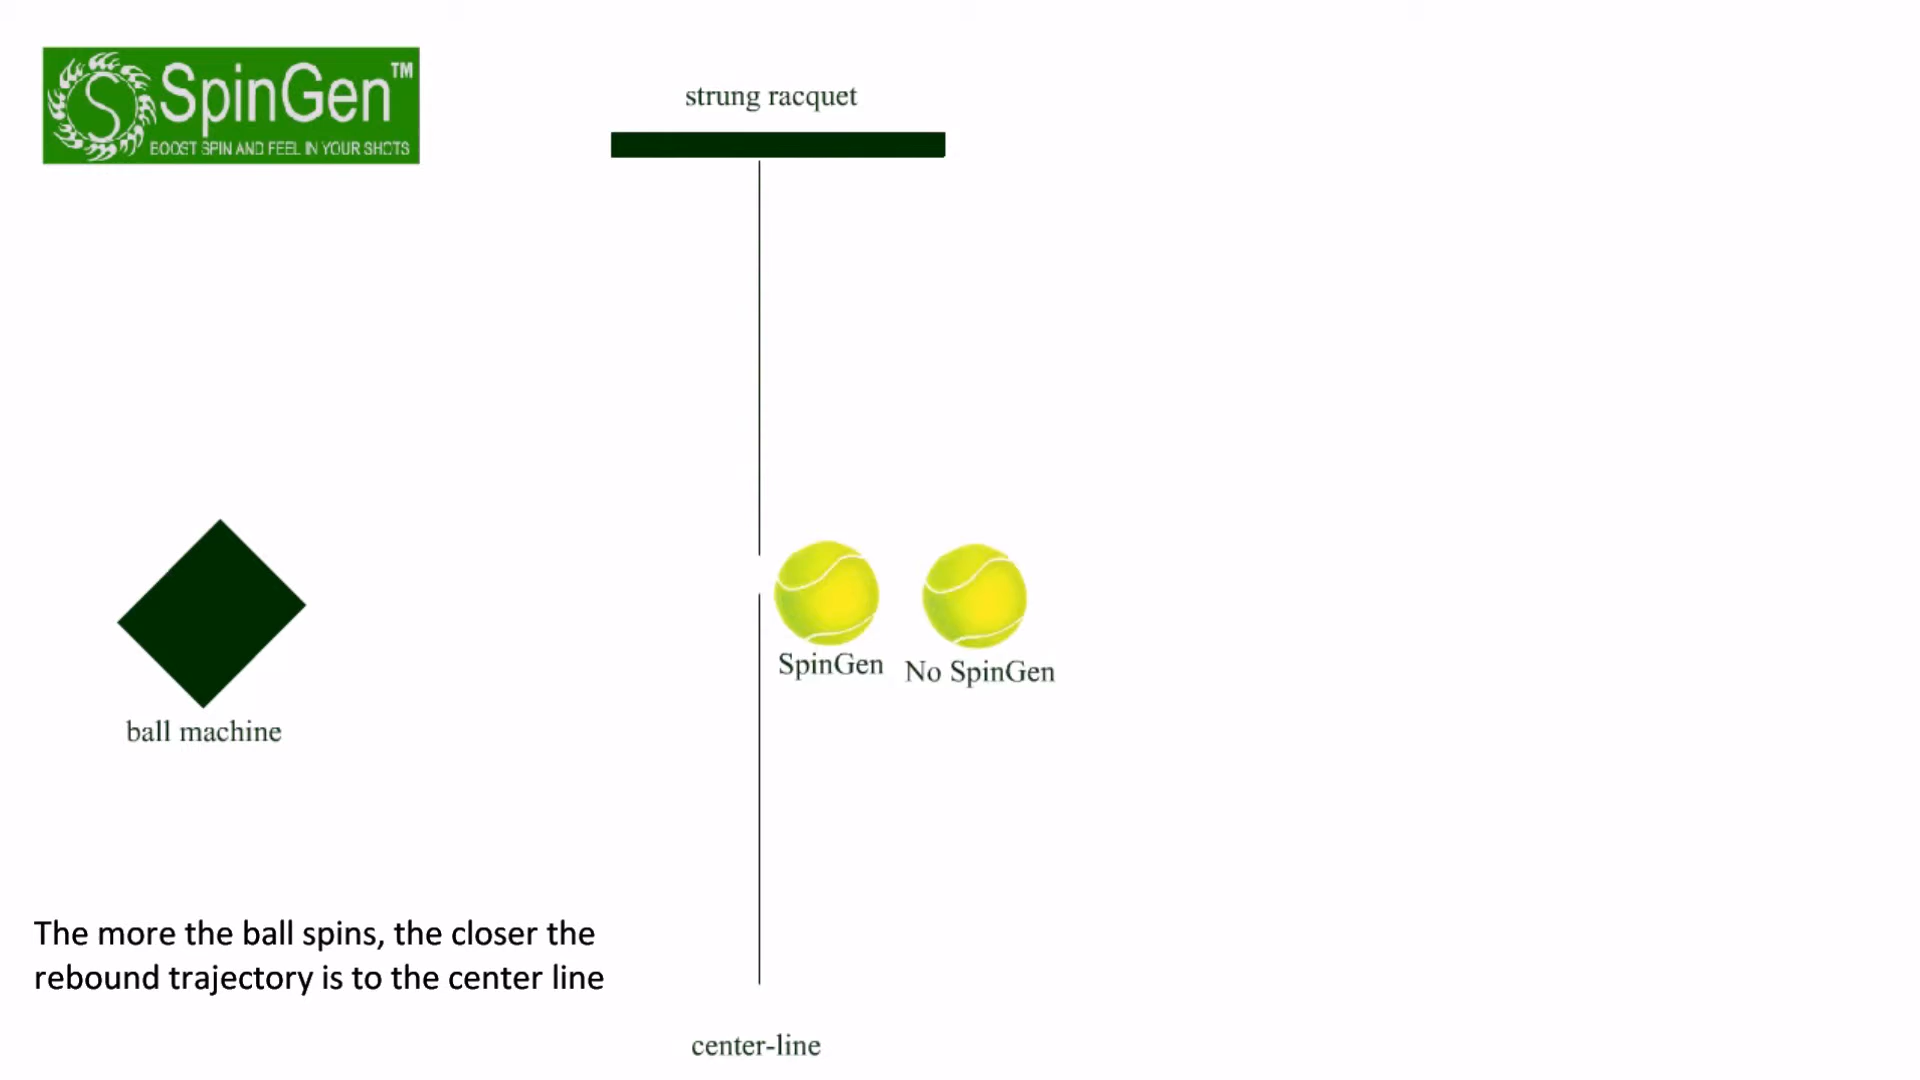 SpinGen™
BOOST SPIN AND FEEL IN YOUR SHOTS
strung racquet
SpinGen
No SpinGen
ball machine
The more the ball spins, the closer the
rebound trajectory is to the center line
center-line